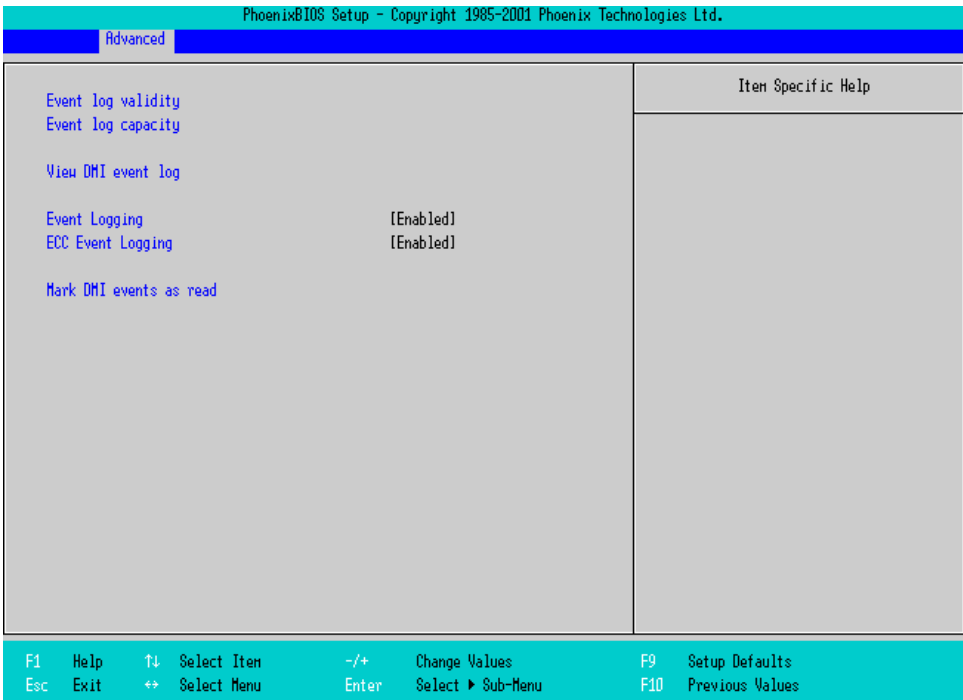 PhoenixBIOS Setup - Copyright 1985-2001 Phoenix Technologies Ltd.
Advanced
Item Specific Help
Event log validity
Event log capacity
View DMI event log
Event Logging [Enabled]
ECC Event Logging [Enabled]
Mark DMI events as read
F1 Help ↑↓ Select Item -/+ Change Values F9 Setup Defaults
Esc Exit ↔ Select Menu Enter Select ▶ Sub-Menu F10 Previous Values